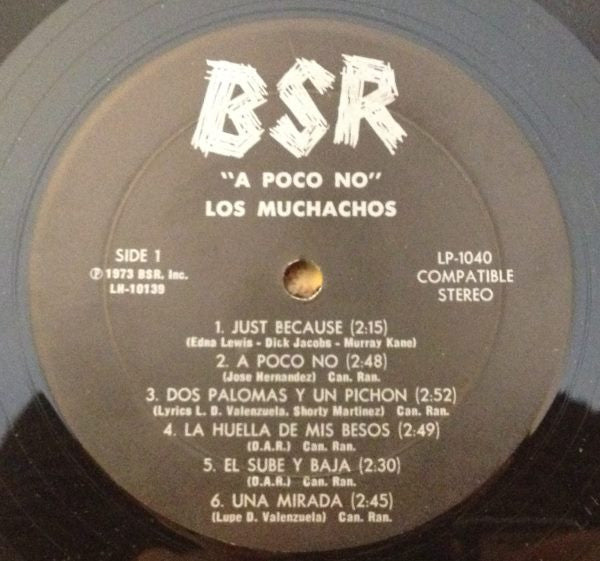 BSR
"A POCO NO"
LOS MUCHACHOS
SIDE 1
℗ 1973 BSR, Inc.
LH-10139
LP-1040
COMPATIBLE
STEREO
1. JUST BECAUSE (2:15)
(Edna Lewis - Dick Jacobs - Murray Kane)
2. A POCO NO (2:48)
(Jose Hernandez) Can. Ran.
3. DOS PALOMAS Y UN PICHON (2:52)
(Lyrics L. D. Valenzuela, Shorty Martinez) Can. Ran.
4. LA HUELLA DE MIS BESOS (2:49)
(D.A.R.) Can. Ran.
5. EL SUBE Y BAJA (2:30)
(D.A.R.) Can. Ran.
6. UNA MIRADA (2:45)
(Lupe D. Valenzuela) Can. Ran.